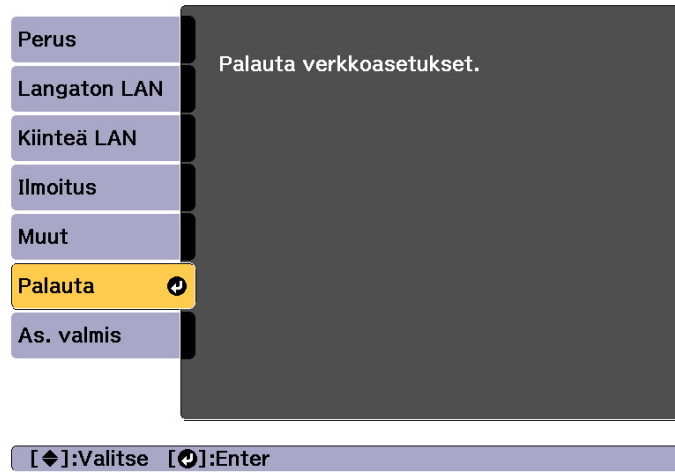 Perus
Langaton LAN
Kiinteä LAN
Ilmoitus
Muut
Palauta
As. valmis
Palauta verkkoasetukset.
[◆]:Valitse [⏎]:Enter